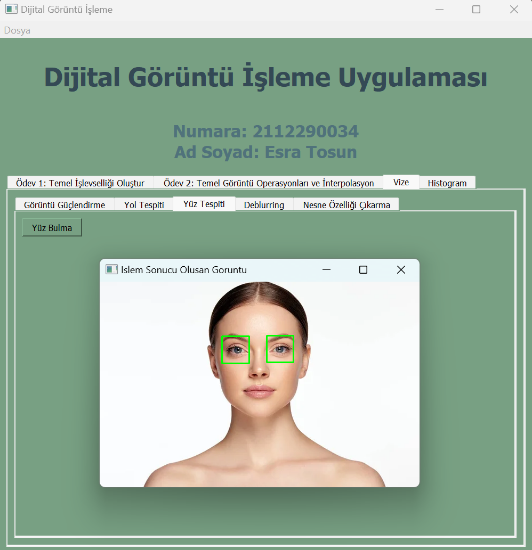 Dijital Görüntü İşleme
Dosya
Dijital Görüntü İşleme Uygulaması
Numara: 2112290034
Ad Soyad: Esra Tosun
Ödev 1: Temel İşlevselliği Oluştur Ödev 2: Temel Görüntü Operasyonları ve İnterpolasyon Vize Histogram
Görüntü Güçlendirme Yol Tespiti Yüz Tespiti Deblurring Nesne Özelliği Çıkarma
Yüz Bulma
Islem Sonucu Olusan Goruntu